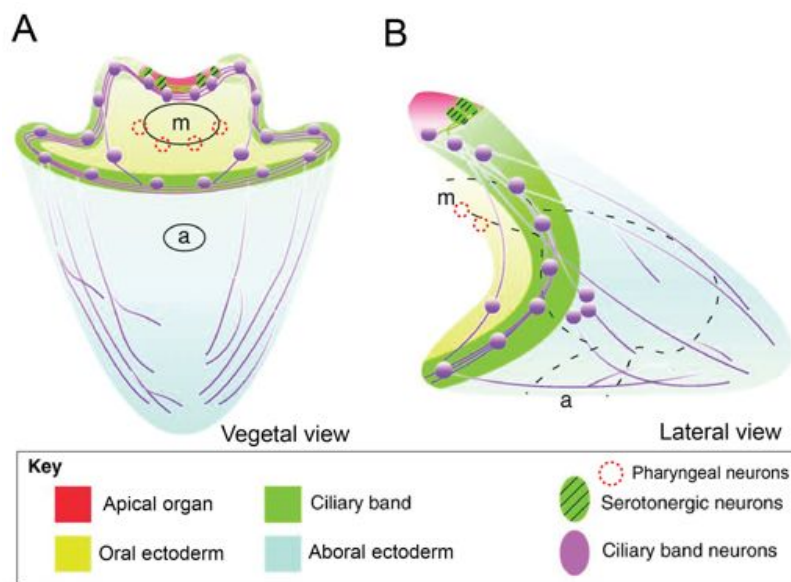 A
B
m
a
m
a
Vegetal view
Lateral view
Key
Apical organ
Oral ectoderm
Ciliary band
Aboral ectoderm
Pharyngeal neurons
Serotonergic neurons
Ciliary band neurons